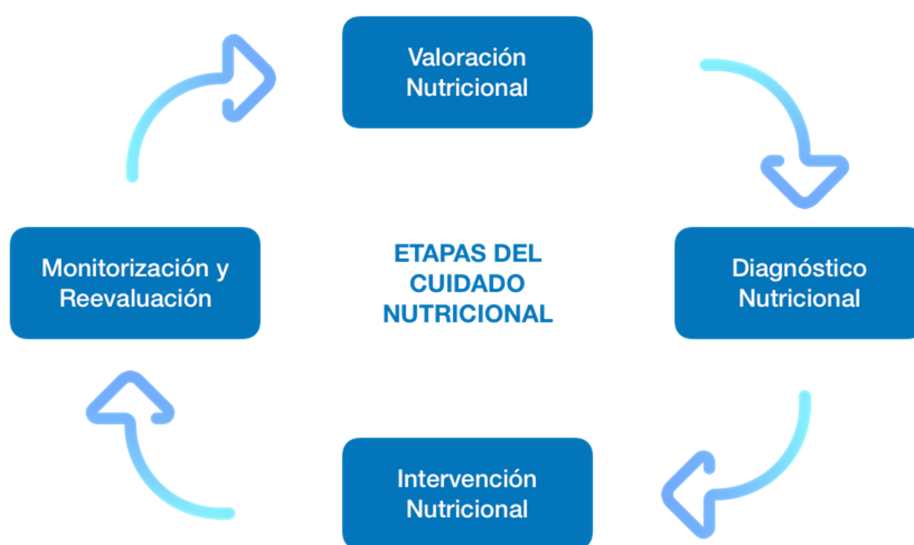 Valoración
Nutricional
Diagnóstico
Nutricional
Intervención
Nutricional
Monitorización y
Reevaluación
ETAPAS DEL
CUIDADO
NUTRICIONAL